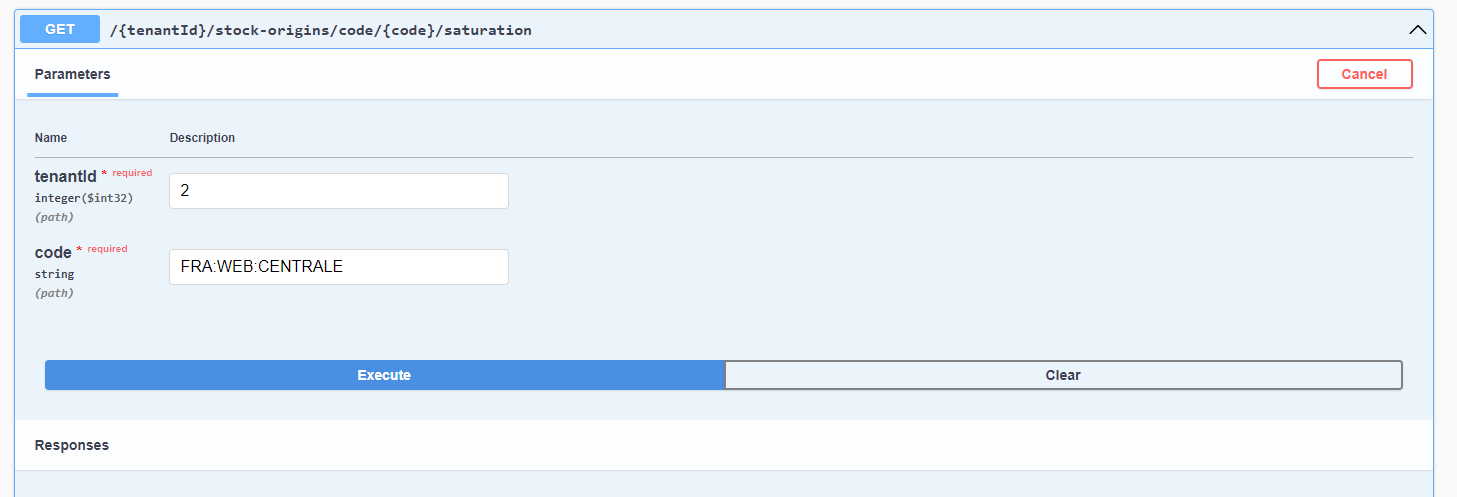 GET /{tenantId}/stock-origins/code/{code}/saturation
Parameters
Cancel
Name Description
tenantId * required
integer($int32)
(path)
2
code * required
string
(path)
FRA:WEB:CENTRALE
Execute Clear
Responses